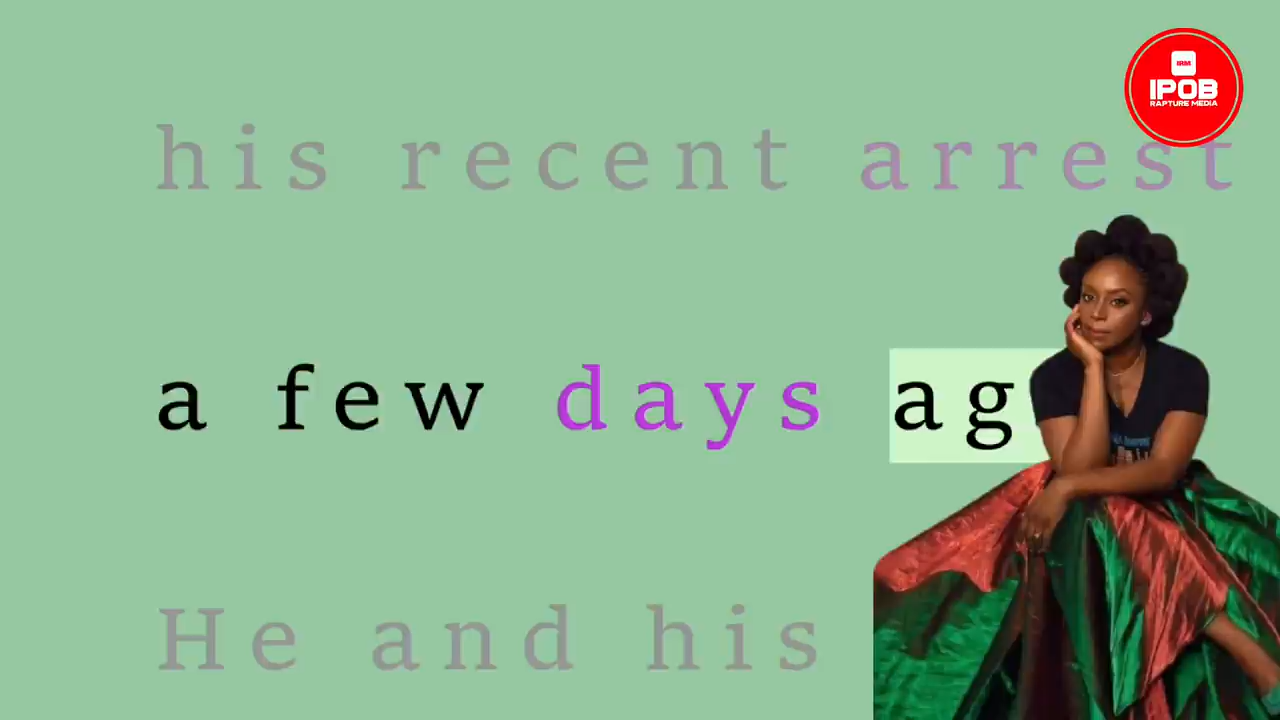 IRM
IPOB
RAPTURE MEDIA
his recent arrest
a few days ag
He and his